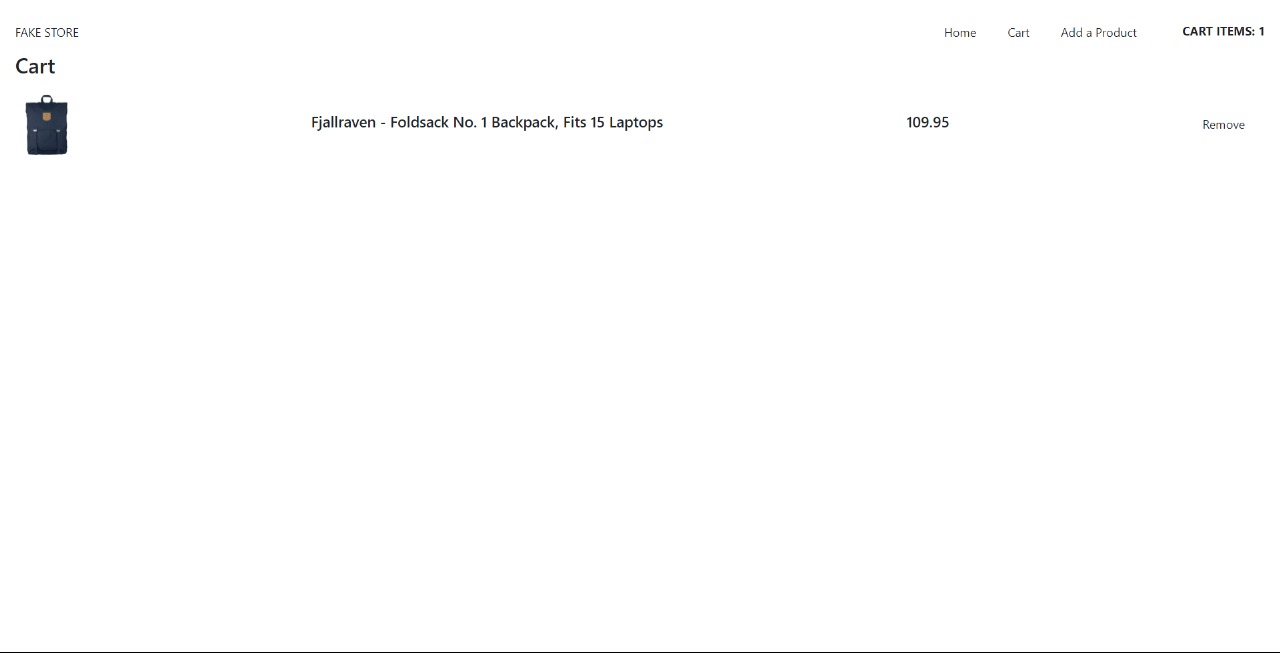 FAKE STORE
Home Cart Add a Product CART ITEMS: 1
Cart
Fjallraven - Foldsack No. 1 Backpack, Fits 15 Laptops 109.95 Remove